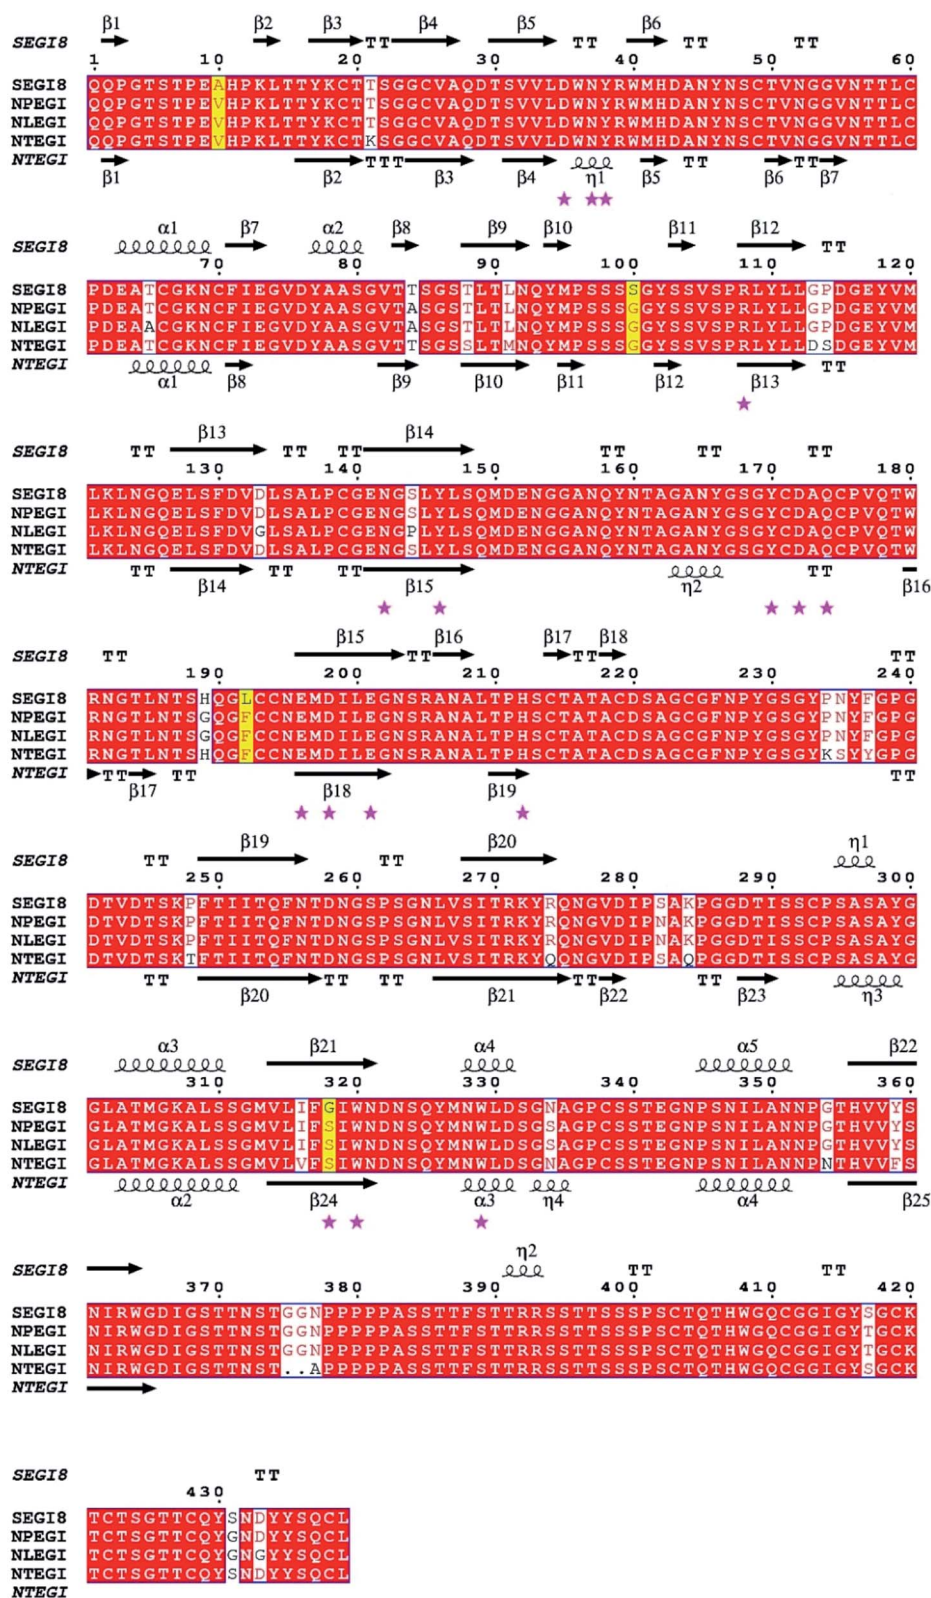 β1 β2 β3 β4 β5 β6
SEGI8 TT TT TT TT
1 10 20 30 40 50 60
SEGI8 QQPGTSTPEAHPKLTTYKCTTSGGCVAQDTSVVLDWNYRWMHDANYNSCTVNGGVNTTLC
NPEGI QQPGTSTPEVHPKLTTYKCTTSGGCVAQDTSVVLDWNYRWMHDANYNSCTVNGGVNTTLC
NLEGI QQPGTSTPEVHPKLTTYKCTTSGGCVAQDTSVVLDWNYRWMHDANYNSCTVNGGVNTTLC
NTEGI QQPGTSTPEVHPKLTTYKCTKSGGCVAQDTSVVLDWNYRWMHDANYNSCTVNGGVNTTLC
NTEGI TTT TT TT
β1 β2 β3 β4 η1 β5 β6 β7
α1 β7 α2 β8 β9 β10 β11 β12
SEGI8 TT
70 80 90 100 110 120
SEGI8 PDEATCGKNCFIEGVDYAASGVTTSGSTLTLNQYMPSSSSGYSSVSPRLYLLGPDGEYVM
NPEGI PDEATCGKNCFIEGVDYAASGVTASGSTLTLNQYMPSSSGGYSSVSPRLYLLGPDGEYVM
NLEGI PDEAACGKNCFIEGVDYAASGVTASGSTLTLNQYMPSSSGGYSSVSPRLYLLGPDGEYVM
NTEGI PDEATCGKNCFIEGVDYAASGVTTSGSSLTMNQYMPSSSGGYSSVSPRLYLLDSDGEYVM
NTEGI TT
α1 β8 β9 β10 β11 β12 β13
β13 β14
SEGI8 TT TT TT TT TT TT
130 140 150 160 170 180
SEGI8 LKLNGQELSFDVDLSALPCGENGSLYLSQMDENGGANQYNTAGANYGSGYCDAQCPVQTW
NPEGI LKLNGQELSFDVDLSALPCGENGSLYLSQMDENGGANQYNTAGANYGSGYCDAQCPVQTW
NLEGI LKLNGQELSFDVGLSALPCGENGPLYLSQMDENGGANQYNTAGANYGSGYCDAQCPVQTW
NTEGI LKLNGQELSFDVDLSALPCGENGSLYLSQMDENGGANQYNTAGANYGSGYCDAQCPVQTW
NTEGI TT TT TT TT
β14 β15 η2 β16
β15 β16 β17 β18
SEGI8 TT TT TT TT
190 200 210 220 230 240
SEGI8 RNGTLNTSHQGLCCNEMDILEGNSRANALTPHSCTATACDSAGCGFNPYGSGYPNYFGPG
NPEGI RNGTLNTSGQGFCCNEMDILEGNSRANALTPHSCTATACDSAGCGFNPYGSGYPNYFGPG
NLEGI RNGTLNTSGQGFCCNEMDILEGNSRANALTPHSCTATACDSAGCGFNPYGSGYPNYFGPG
NTEGI RNGTLNTSHQGFCCNEMDILEGNSRANALTPHSCTATACDSAGCGFNPYGSGYKSYYGPG
NTEGI TT TT TT
β17 β18 β19
β19 β20 η1
SEGI8 TT TT
250 260 270 280 290 300
SEGI8 DTVDTSKPFTIITQFNTDNGSPSGNLVSITRKYRQNGVDIPSAKPGGDTISSCPSASAYG
NPEGI DTVDTSKPFTIITQFNTDNGSPSGNLVSITRKYRQNGVDIPNAKPGGDTISSCPSASAYG
NLEGI DTVDTSKPFTIITQFNTDNGSPSGNLVSITRKYRQNGVDIPNAKPGGDTISSCPSASAYG
NTEGI DTVDTSKTFTIITQFNTDNGSPSGNLVSITRKYQQNGVDIPSAQPGGDTISSCPSASAYG
NTEGI TT TT TT TT TT
β20 β21 β22 β23 η3
α3 β21 α4 α5 β22
SEGI8
310 320 330 340 350 360
SEGI8 GLATMGKALSSGMVLIFGIWNDNSQYMNWLDSGNAGPCSSTEGNPSNILANNPGTHVVYS
NPEGI GLATMGKALSSGMVLIFSIWNDNSQYMNWLDSGSAGPCSSTEGNPSNILANNPGTHVVYS
NLEGI GLATMGKALSSGMVLIFSIWNDNSQYMNWLDSGSAGPCSSTEGNPSNILANNPGTHVVYS
NTEGI GLATMGKALSSGMVLVFSIWNDNSQYMNWLDSGNAGPCSSTEGNPSNILANNPNTHVVFS
NTEGI
α2 β24 α3 η4 α4 β25
η2
SEGI8 TT TT
370 380 390 400 410 420
SEGI8 NIRWGDIGSTTNSTGGNPPPPPASSTTFSTTRRSSTTSSSPSCTQTHWGQCGGIGYSGCK
NPEGI NIRWGDIGSTTNSTGGNPPPPPASSTTFSTTRRSSTTSSSPSCTQTHWGQCGGIGYTGCK
NLEGI NIRWGDIGSTTNSTGGNPPPPPASSTTFSTTRRSSTTSSSPSCTQTHWGQCGGIGYTGCK
NTEGI NIRWGDIGSTTNST..APPPPPASSTTFSTTRRSSTTSSSPSCTQTHWGQCGGIGYSGCK
NTEGI
SEGI8 TT
430
SEGI8 TCTSGTTCQYSNDYYSQCL
NPEGI TCTSGTTCQYGNDYYSQCL
NLEGI TCTSGTTCQYGNGYYSQCL
NTEGI TCTSGTTCQYSNDYYSQCL
NTEGI